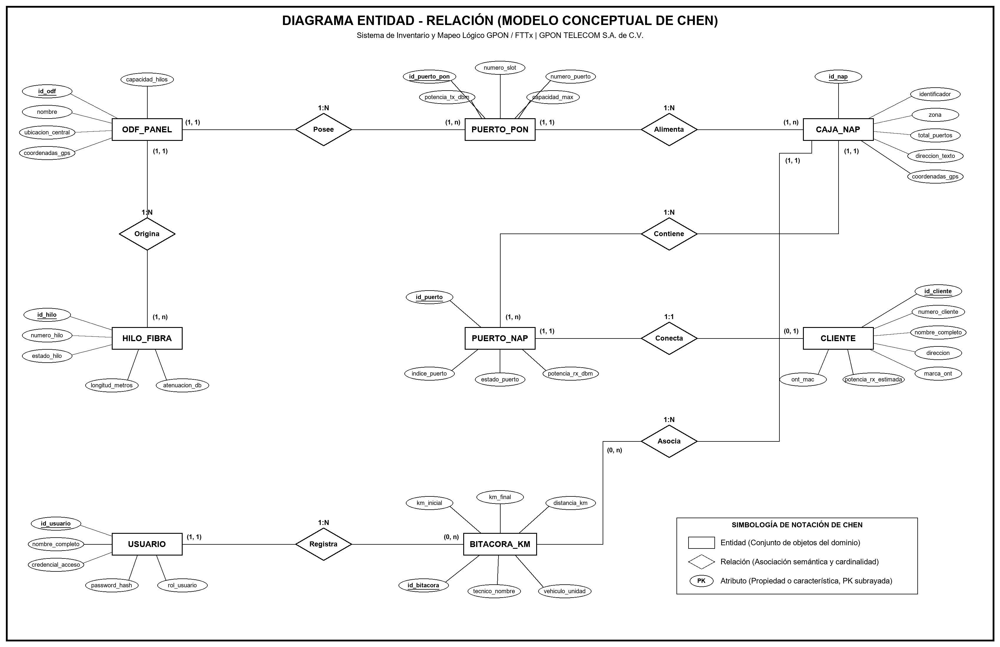 DIAGRAMA ENTIDAD - RELACIÓN (MODELO CONCEPTUAL DE CHEN)
Sistema de Inventario y Mapeo Lógico GPON / FTTx | GPON TELECOM S.A. de C.V.
capacidad_hilos
id_odf
nombre
ubicacion_central
coordenadas_gps
ODF_PANEL
(1, 1)
(1, 1)
1:N
Posee
(1, n)
id_puerto_pon
numero_slot
numero_puerto
potencia_tx_dbm
capacidad_max
PUERTO_PON
(1, 1)
1:N
Alimenta
(1, n)
id_nap
identificador
zona
total_puertos
direccion_texto
coordenadas_gps
CAJA_NAP
(1, 1)
(1, 1)
1:N
Origina
(1, n)
1:N
Contiene
(1, n)
id_hilo
numero_hilo
estado_hilo
HILO_FIBRA
longitud_metros
atenuacion_db
id_puerto
PUERTO_NAP
indice_puerto
estado_puerto
potencia_rx_dbm
(1, 1)
1:1
Conecta
(0, 1)
CLIENTE
id_cliente
numero_cliente
nombre_completo
direccion
marca_ont
ont_mac
potencia_rx_estimada
1:N
Asocia
(0, n)
id_usuario
nombre_completo
credencial_acceso
USUARIO
password_hash
rol_usuario
(1, 1)
1:N
Registra
(0, n)
km_inicial
km_final
distancia_km
BITACORA_KM
id_bitacora
tecnico_nombre
vehiculo_unidad
SIMBOLOGÍA DE NOTACIÓN DE CHEN
Entidad (Conjunto de objetos del dominio)
Relación (Asociación semántica y cardinalidad)
PK Atributo (Propiedad o característica, PK subrayada)